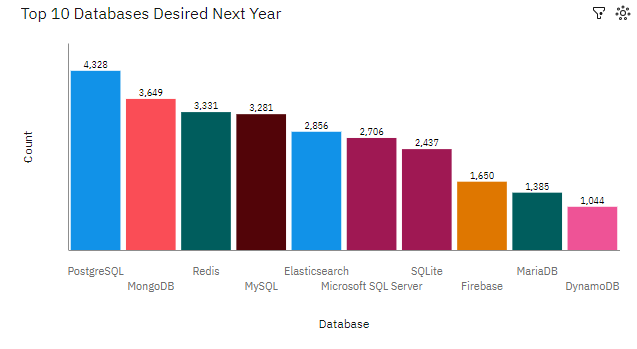 Top 10 Databases Desired Next Year
Count
4,328
3,649
3,331
3,281
2,856
2,706
2,437
1,650
1,385
1,044
PostgreSQL
MongoDB
Redis
MySQL
Elasticsearch
Microsoft SQL Server
SQLite
Firebase
MariaDB
DynamoDB
Database